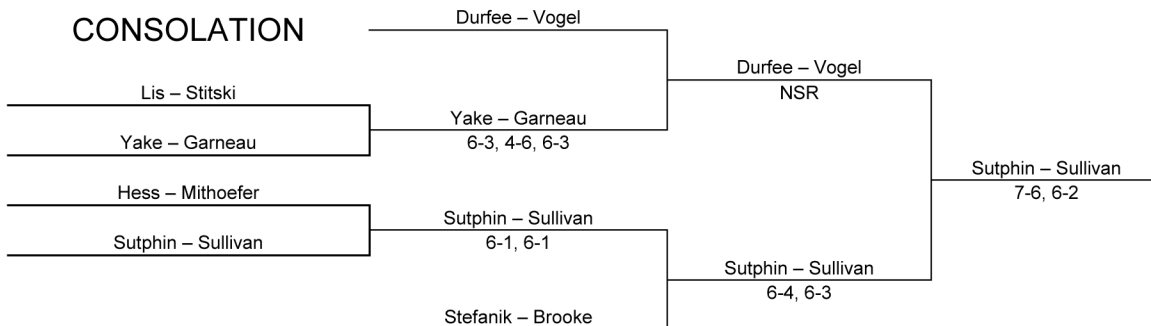 Durfee – Vogel
CONSOLATION
Durfee – Vogel
NSR
Lis – Stitski
Yake – Garneau
6-3, 4-6, 6-3
Yake – Garneau
Sutphin – Sullivan
7-6, 6-2
Hess – Mithoefer
Sutphin – Sullivan
6-1, 6-1
Sutphin – Sullivan
Sutphin – Sullivan
6-4, 6-3
Stefanik – Brooke